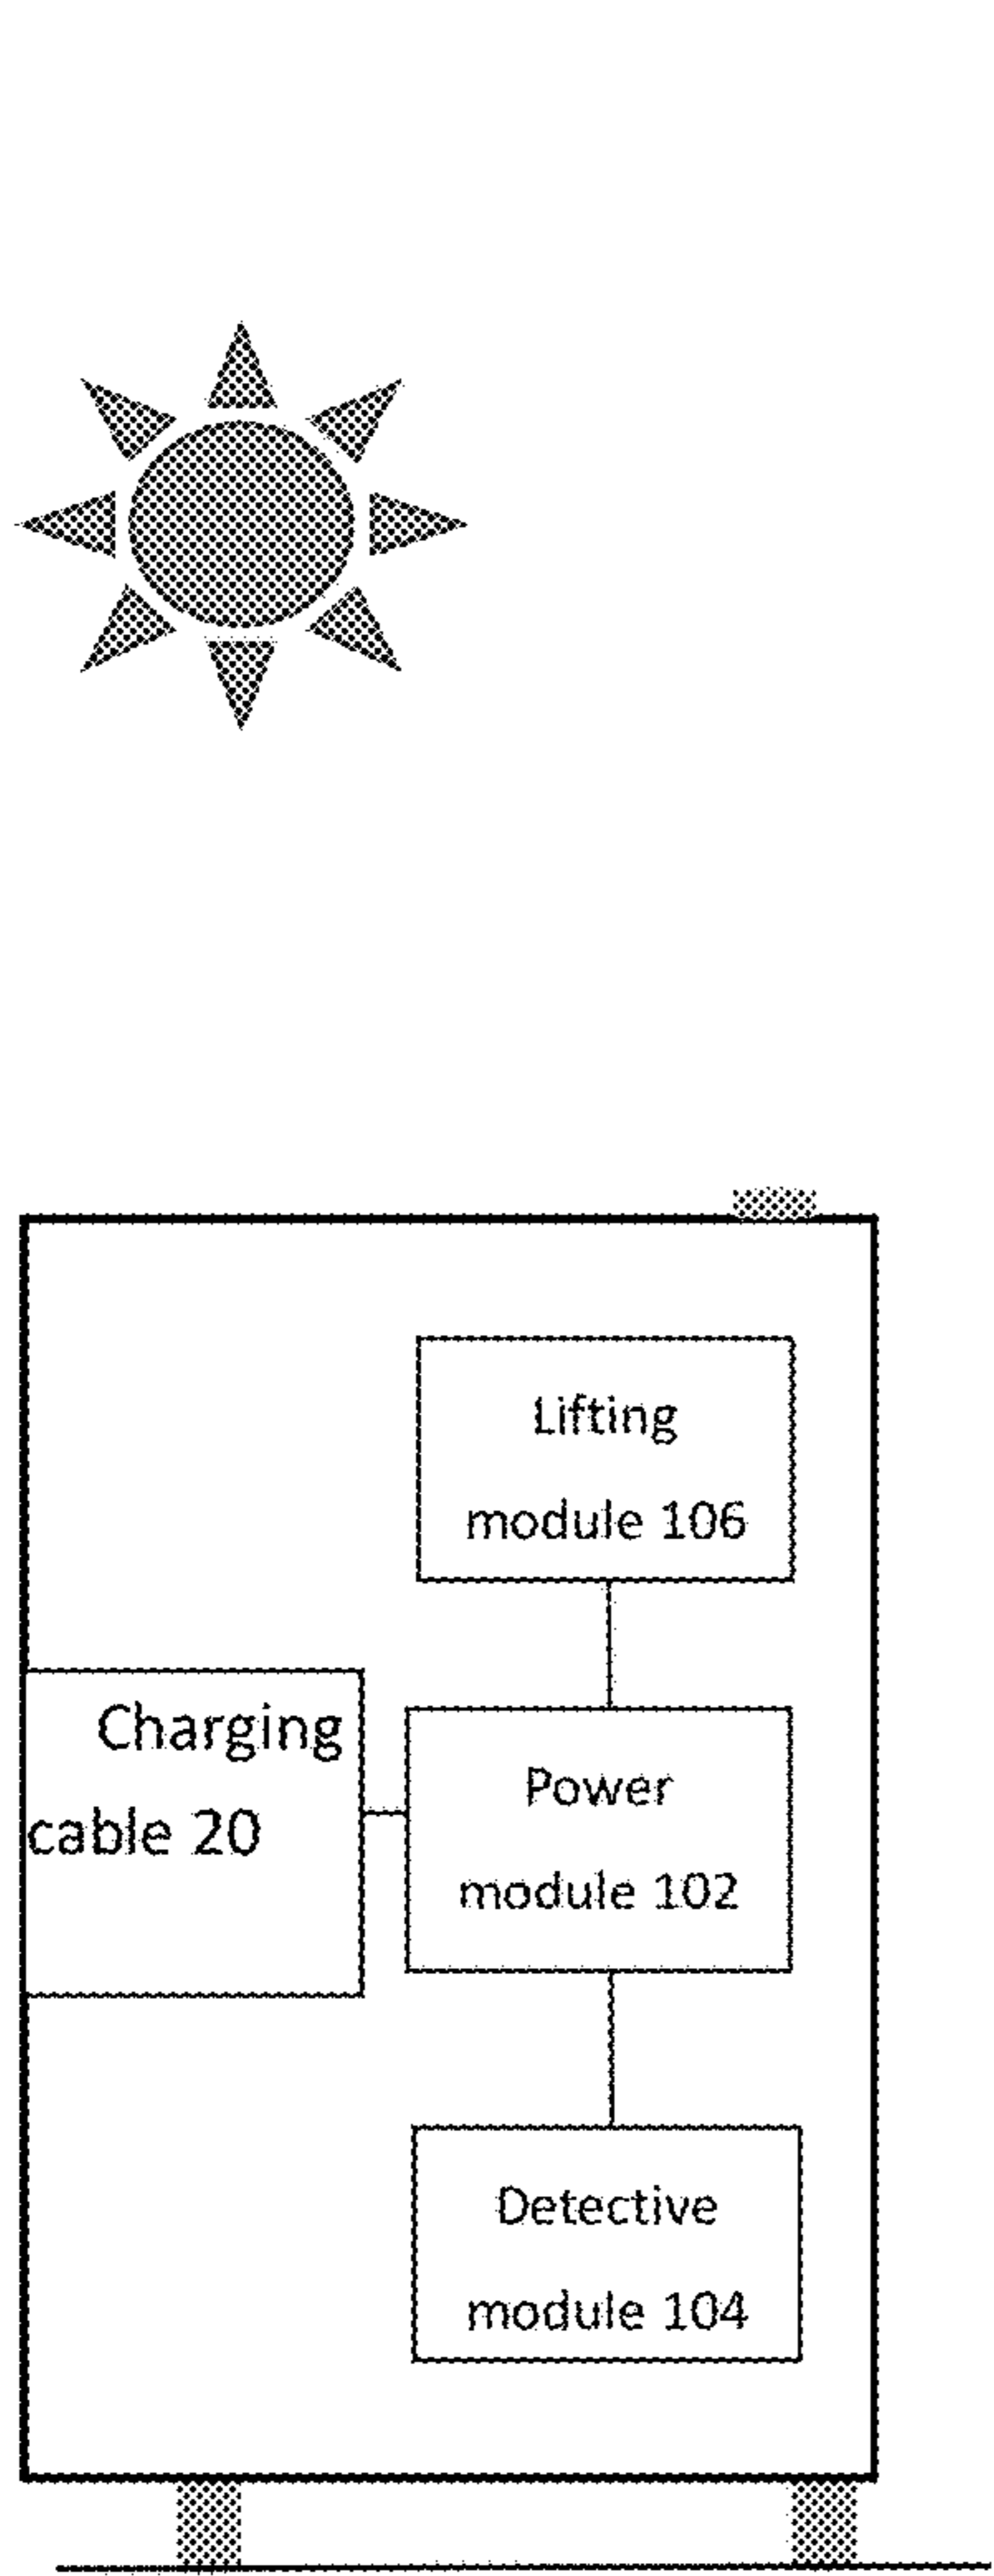 Lifting
module 106
Charging
cable 20
Power
module 102
Detective
module 104